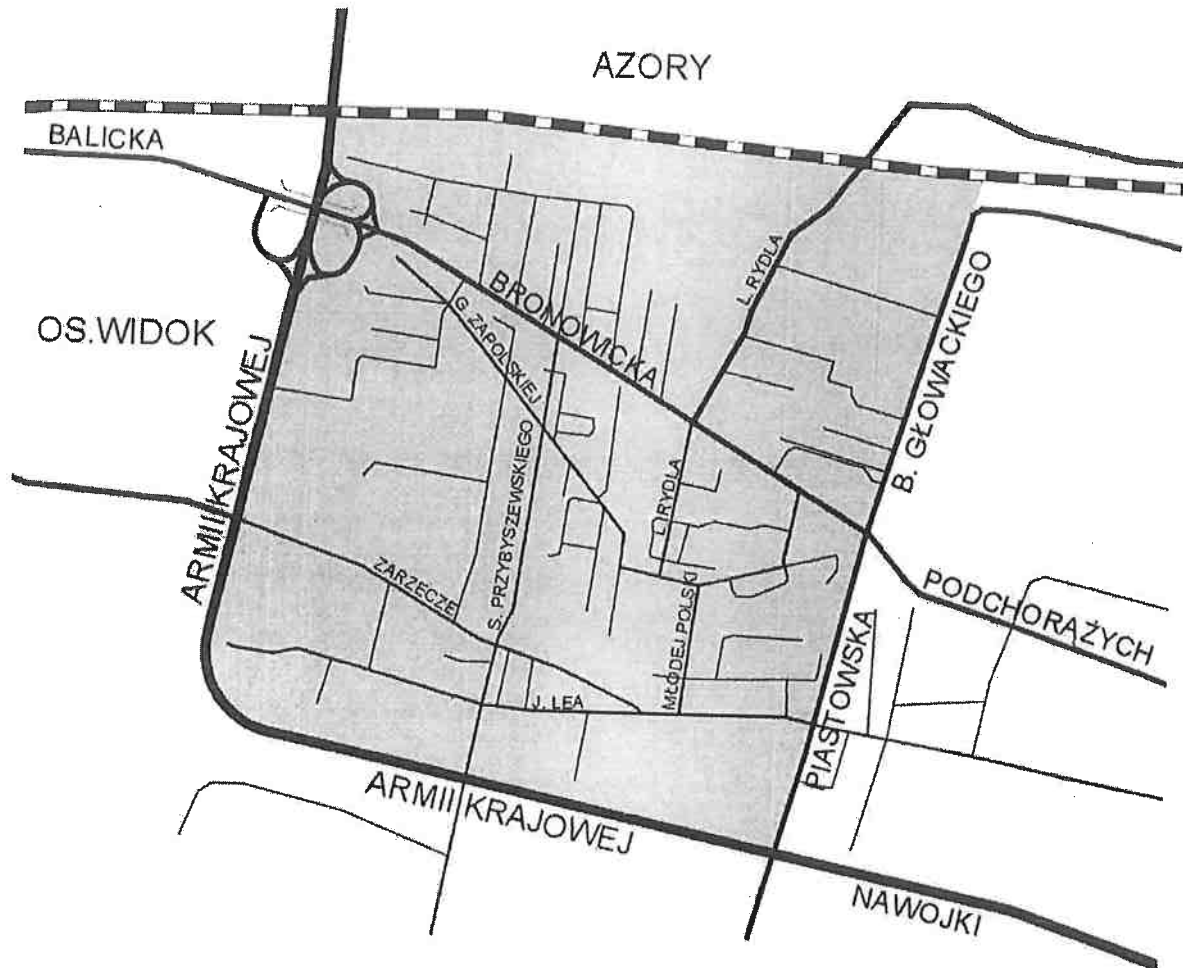 AZORY
BALICKA
OS.WIDOK
ARMII KRAJOWEJ
BRONOWICKA
G. ZAPOLSKIEJ
L. RYDLA
B. GŁOWACKIEGO
S. PRZYBYSZEWSKIEGO
L. RYDLA
ZARZECZE
MŁODEJ POLSKI
PODCHORĄŻYCH
PIASTOWSKA
J. LEA
ARMII KRAJOWEJ
NAWOJKI